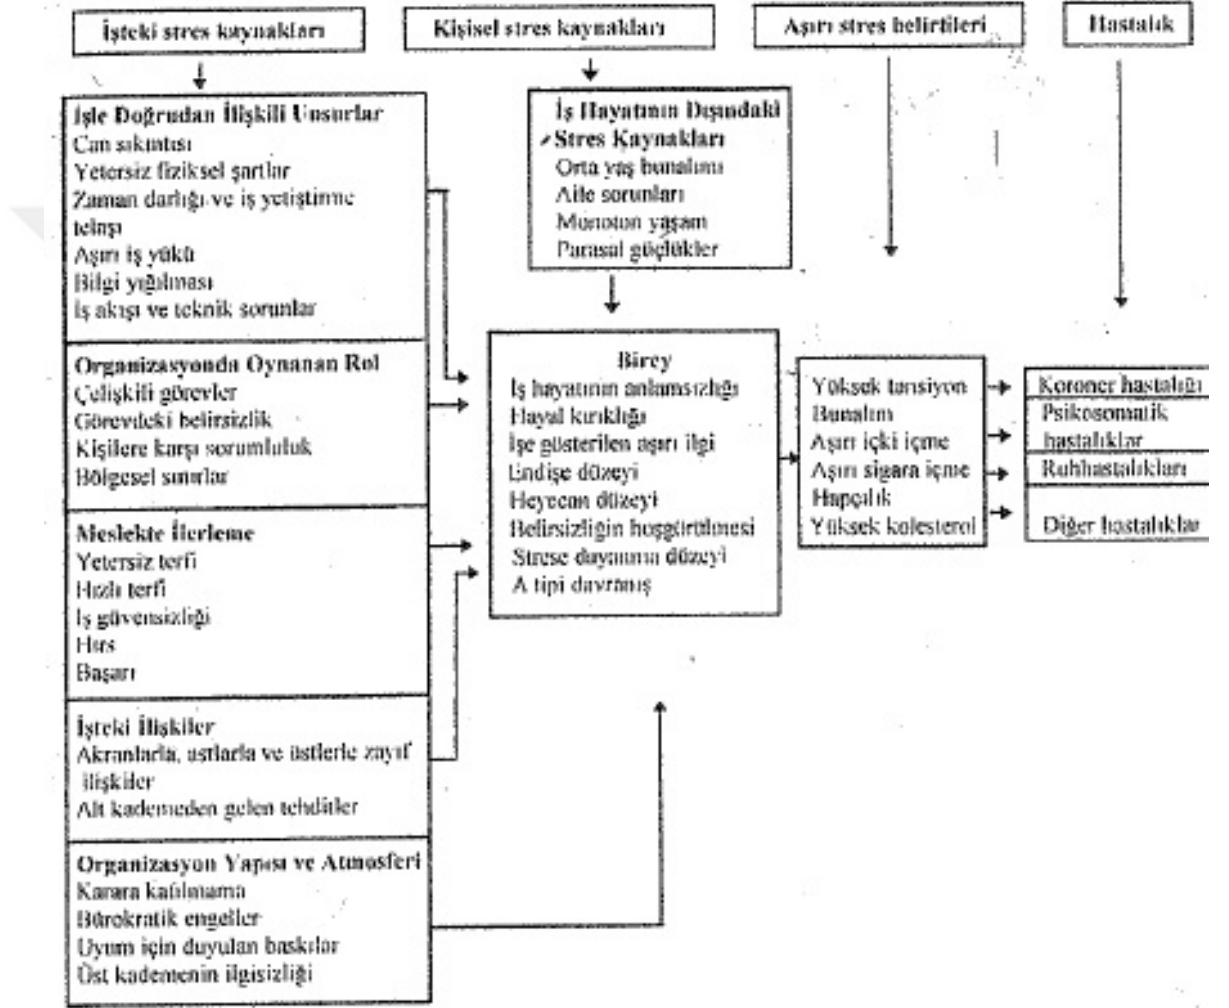 İşteki stres kaynakları
Kişisel stres kaynakları
Aşırı stres belirtileri
Hastalık
İşle Doğrudan İlişkili Unsurlar
Can sıkıntısı
Yetersiz fiziksel şartlar
Zaman darlığı ve iş yetiştirme
telaşı
Aşırı iş yükü
Bilgi yığılması
İş akışı ve teknik sorunlar
Organizasyonda Oynanan Rol
Çelişkili görevler
Görevdeki belirsizlik
Kişilere karşı sorumluluk
Bölgesel sınırlar
Meslekte İlerleme
Yetersiz terfi
Hızlı terfi
İş güvensizliği
Hırs
Başarı
İşteki İlişkiler
Akranlarla, astlarla ve üstlerle zayıf
ilişkiler
Alt kademeden gelen tehditler
Organizasyon Yapısı ve Atmosferi
Karara katılmama
Bürokratik engeller
Uyum için duyulan baskılar
Üst kademenin ilgisizliği
İş Hayatının Dışındaki
Stres Kaynakları
Orta yaş bunalımı
Aile sorunları
Monoton yaşam
Parasal güçlükler
Birey
İş hayatının anlamsızlığı
Hayal kırıklığı
İşe gösterilen aşırı ilgi
Endişe düzeyi
Heyecan düzeyi
Belirsizliğin hoşgörülmesi
Strese dayanma düzeyi
A tipi davranış
Yüksek tansiyon
Bunalım
Aşırı içki içme
Aşırı sigara içme
Hapçılık
Yüksek kolesterol
Koroner hastalığı
Psikosomatik
hastalıklar
Ruhhastalıkları
Diğer hastalıklar